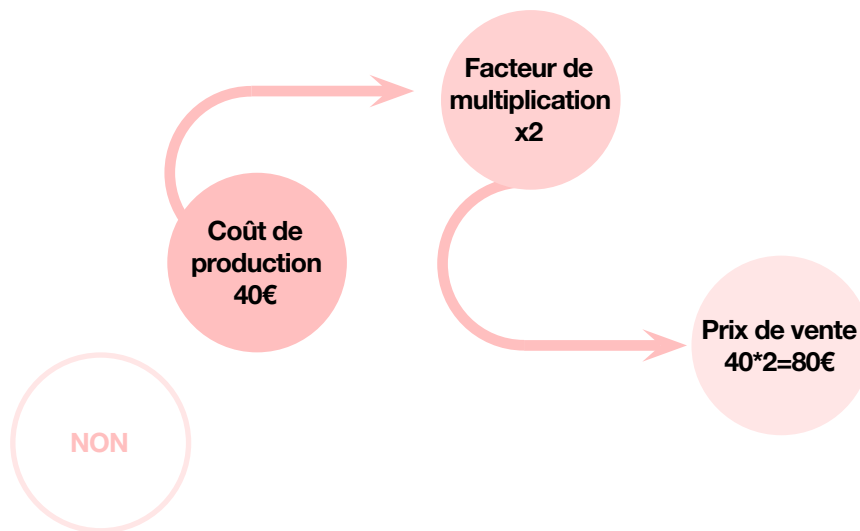 Facteur de
multiplication
x2
Coût de
production
40€
Prix de vente
40*2=80€
NON